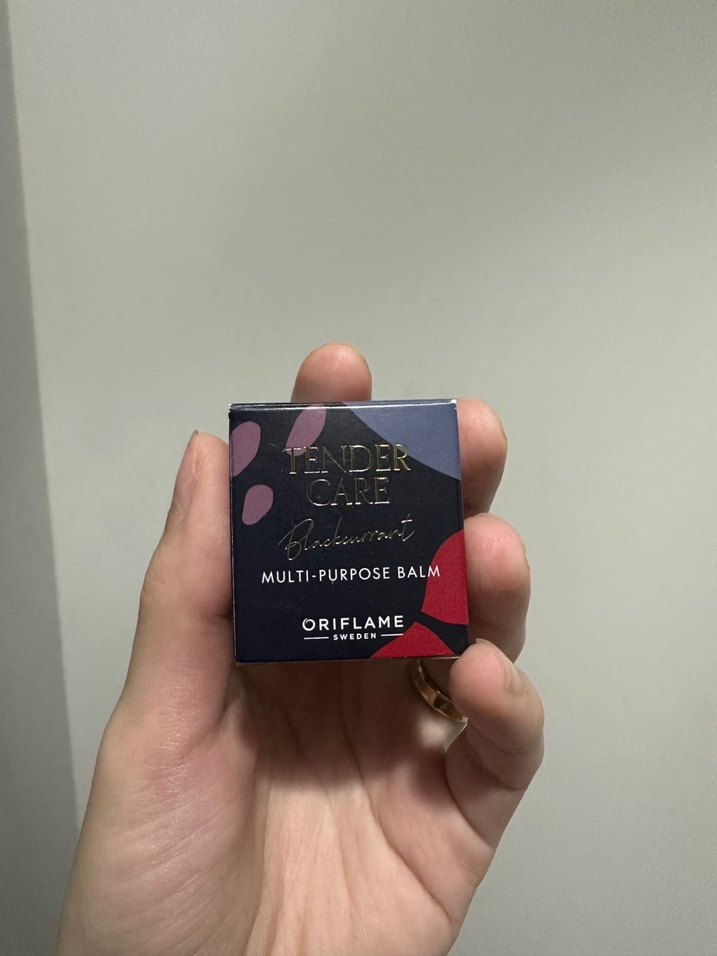 TENDER
CARE
Blackcurrant
MULTI-PURPOSE BALM
ORIFLAME
SWEDEN